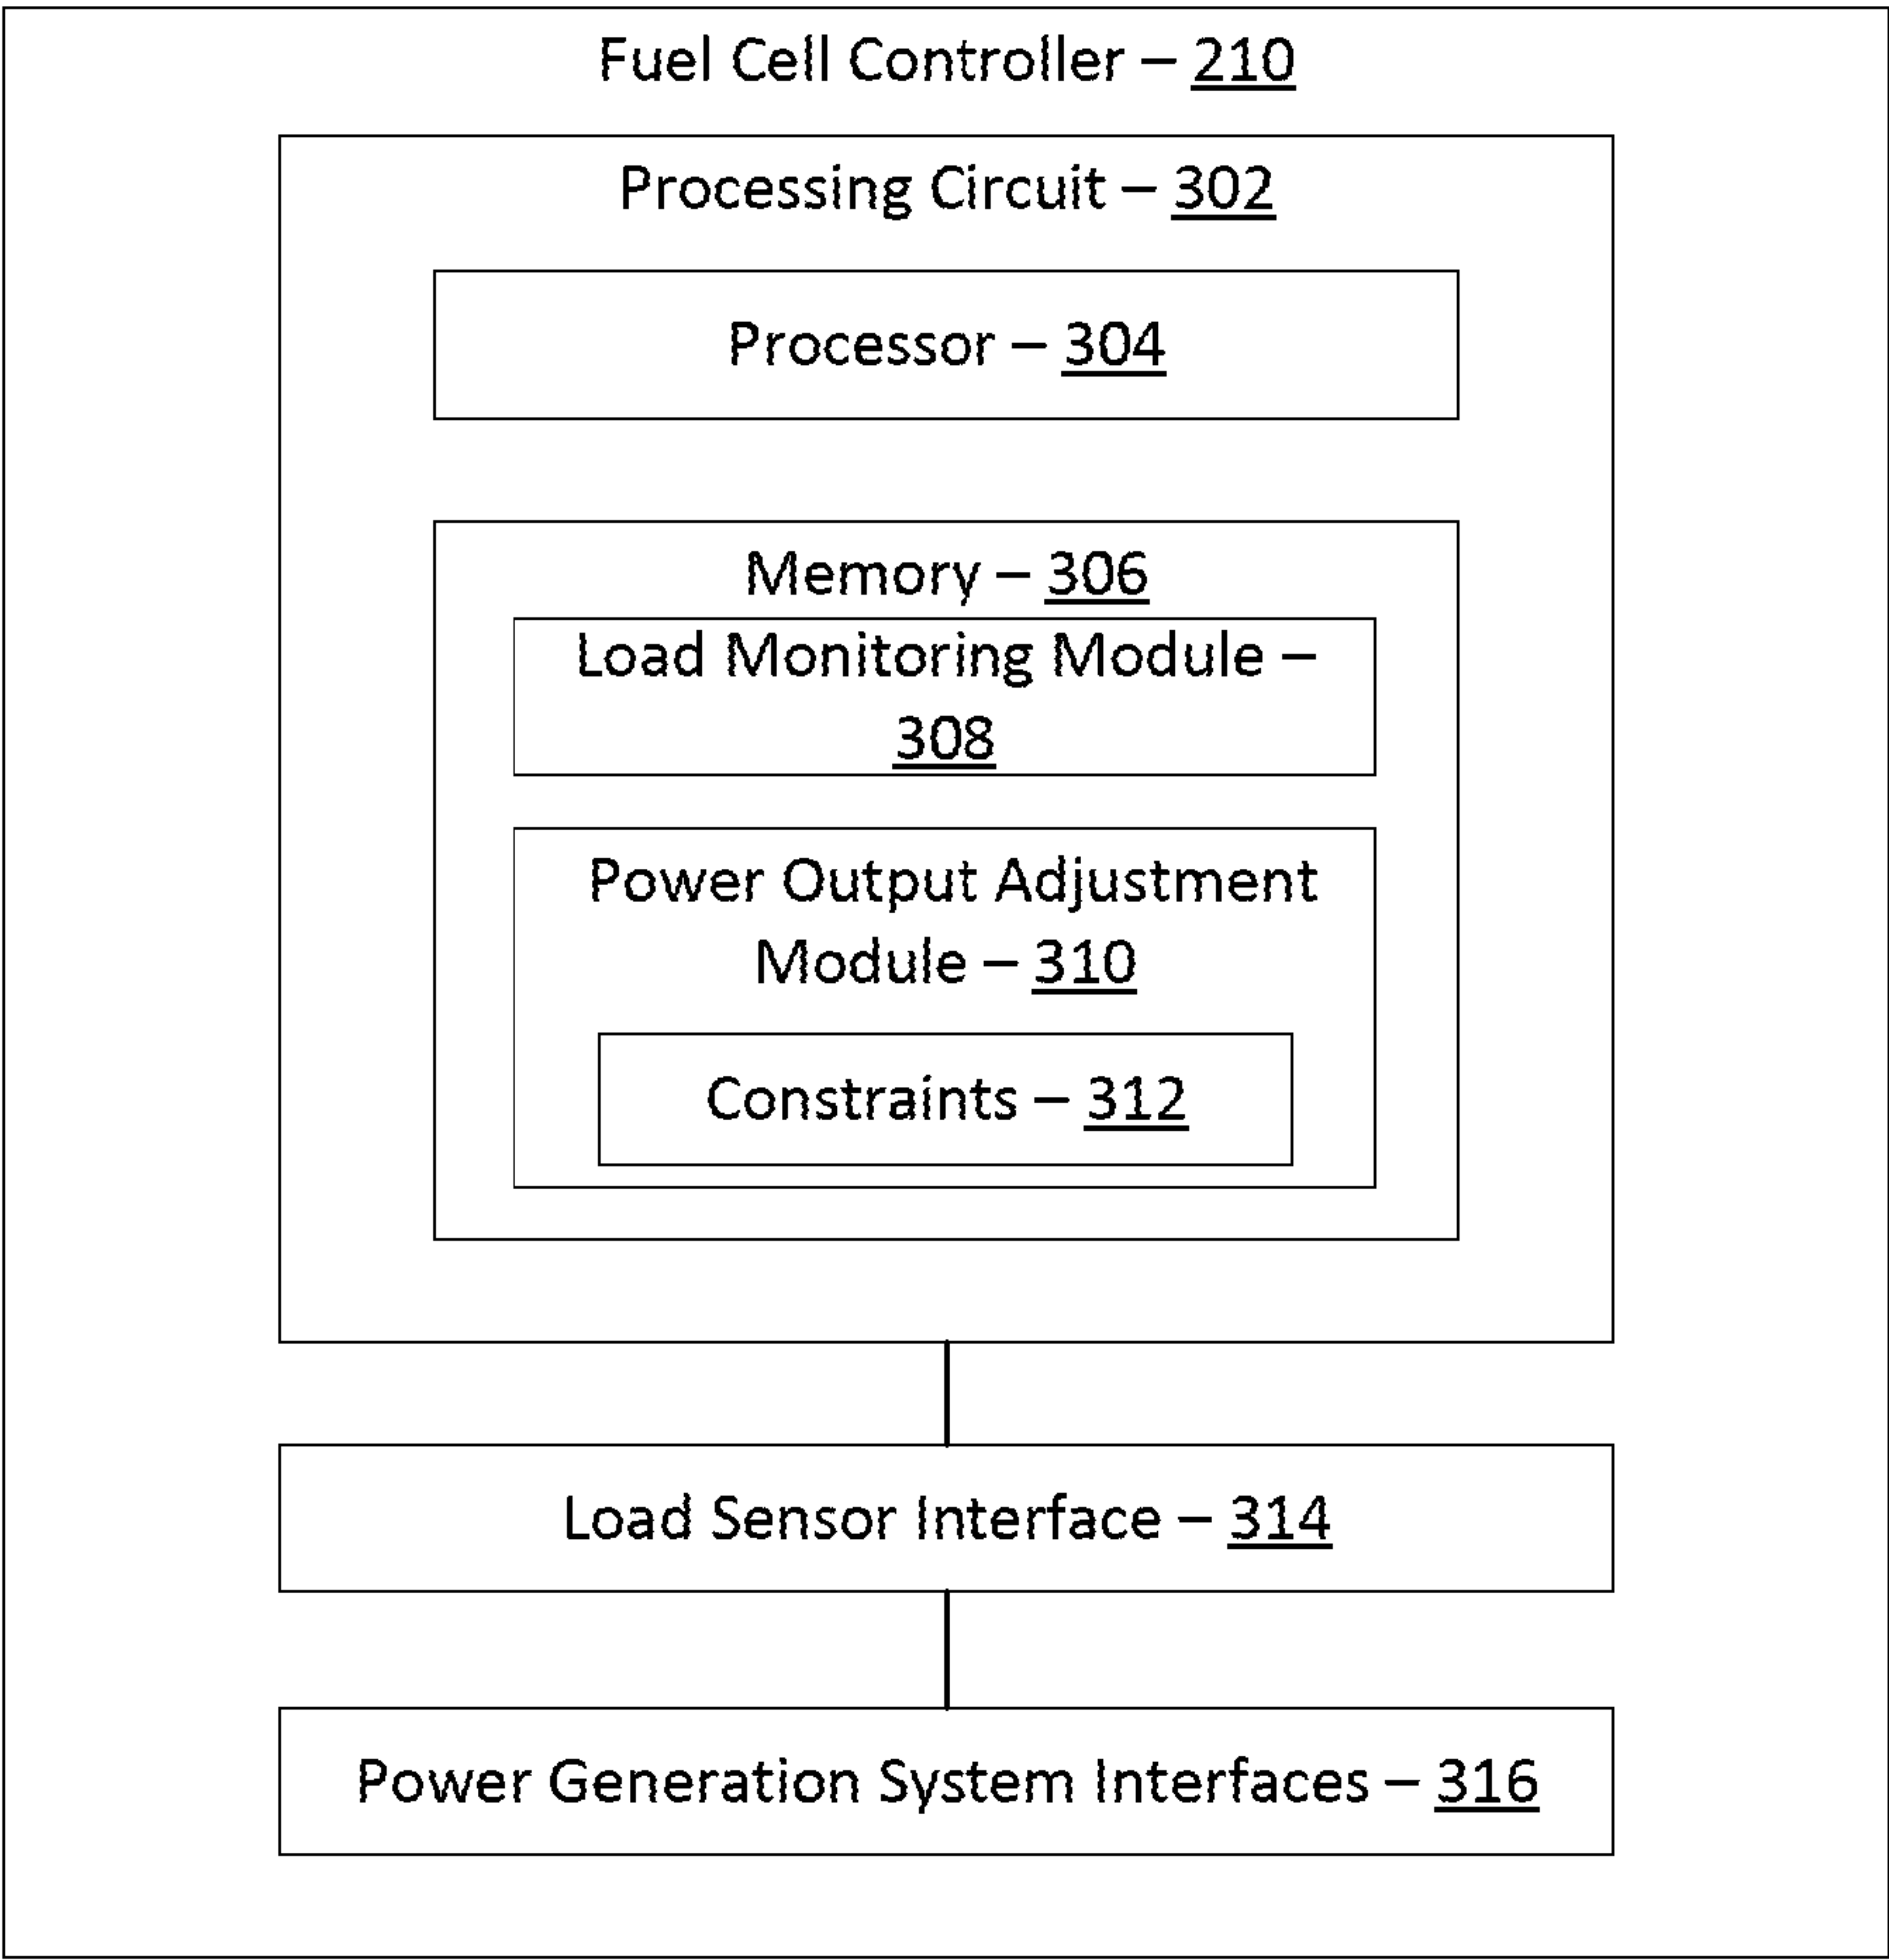 Fuel Cell Controller – 210
Processing Circuit – 302
Processor – 304
Memory – 306
Load Monitoring Module –
308
Power Output Adjustment
Module – 310
Constraints – 312
Load Sensor Interface – 314
Power Generation System Interfaces – 316